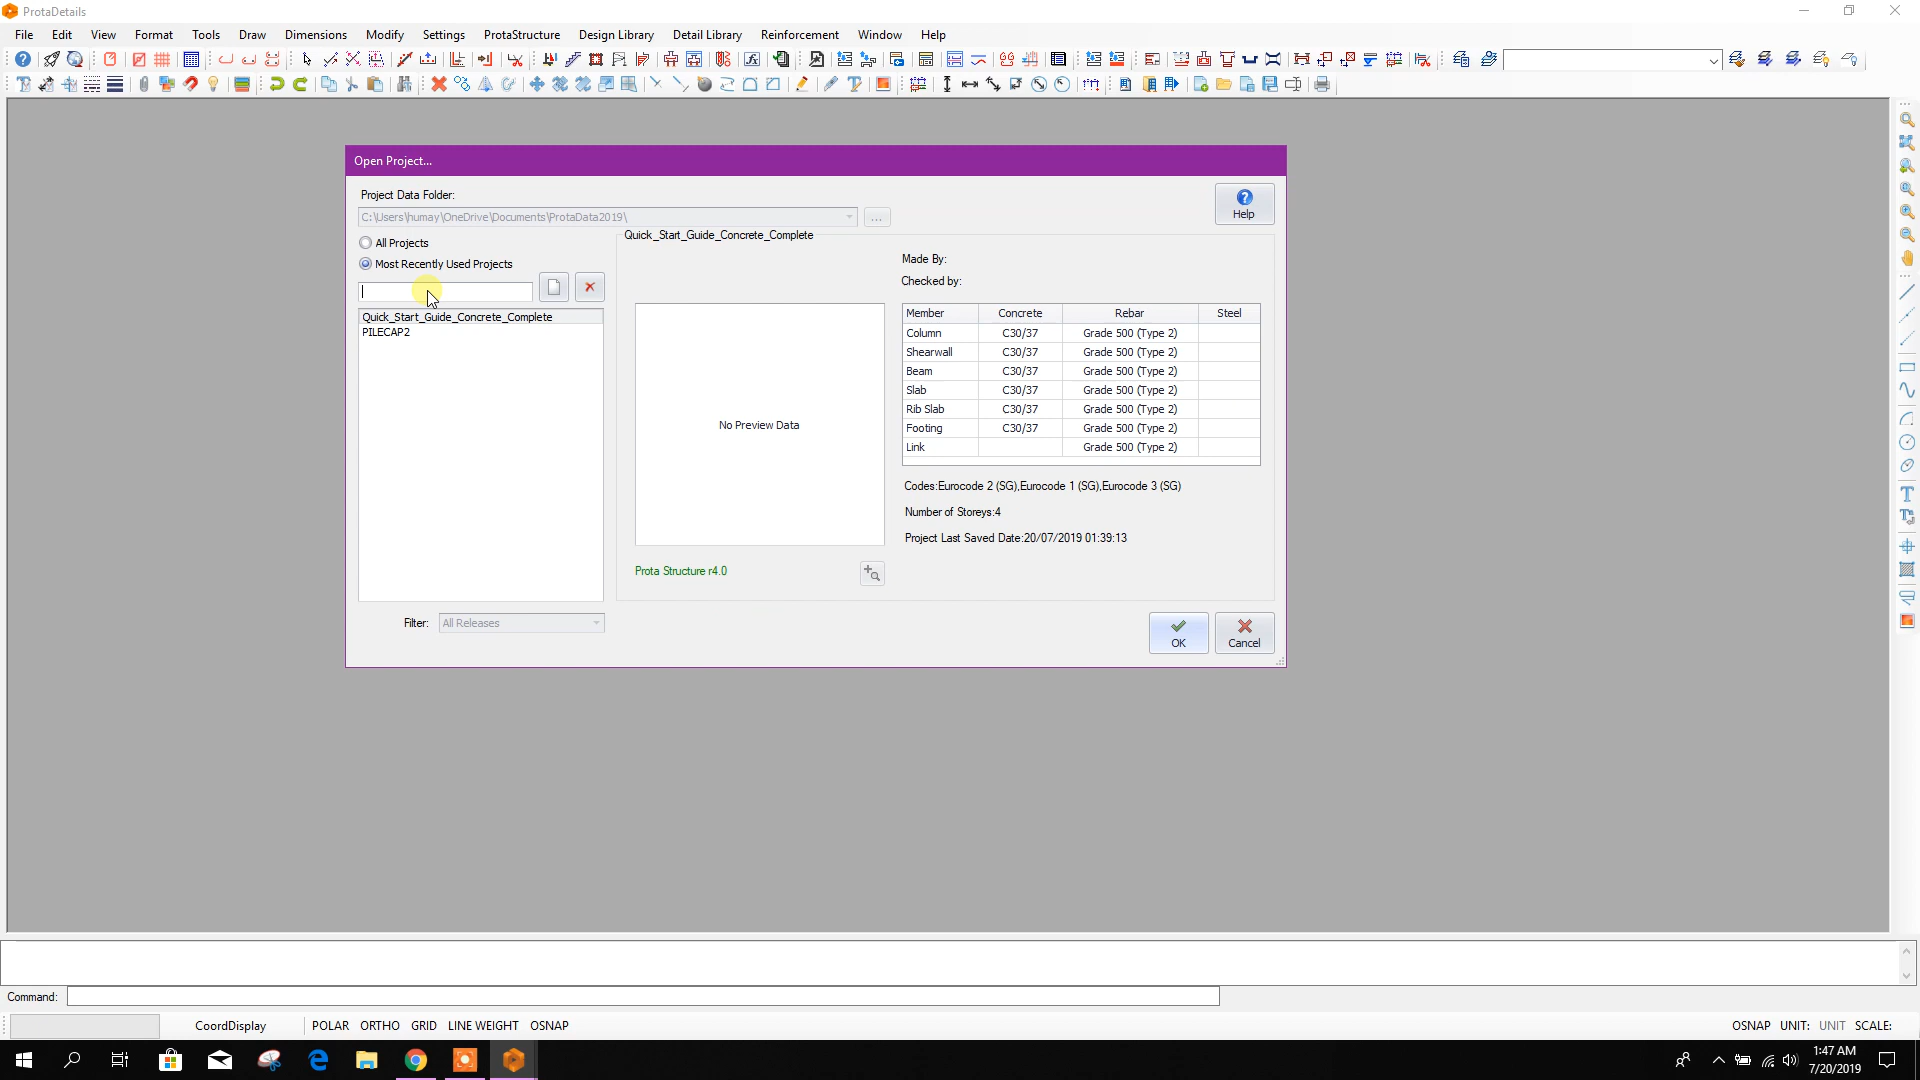 ProtaDetails
File Edit View Format Tools Draw Dimensions Modify Settings ProtaStructure Design Library Detail Library Reinforcement Window Help
Open Project...
Project Data Folder:
C:\Users\humay\OneDrive\Documents\ProtaData2019\
...
Help
All Projects
Most Recently Used Projects
Quick_Start_Guide_Concrete_Complete
PILECAP2
Filter: All Releases
Quick_Start_Guide_Concrete_Complete
No Preview Data
Prota Structure r4.0
Made By:
Checked by:
Member Concrete Rebar Steel
Column C30/37 Grade 500 (Type 2)
Shearwall C30/37 Grade 500 (Type 2)
Beam C30/37 Grade 500 (Type 2)
Slab C30/37 Grade 500 (Type 2)
Rib Slab C30/37 Grade 500 (Type 2)
Footing C30/37 Grade 500 (Type 2)
Link Grade 500 (Type 2)
Codes:Eurocode 2 (SG),Eurocode 1 (SG),Eurocode 3 (SG)
Number of Storeys:4
Project Last Saved Date:20/07/2019 01:39:13
OK
Cancel
Command:
CoordDisplay POLAR ORTHO GRID LINE WEIGHT OSNAP OSNAP UNIT: UNIT SCALE:
1:47 AM
7/20/2019